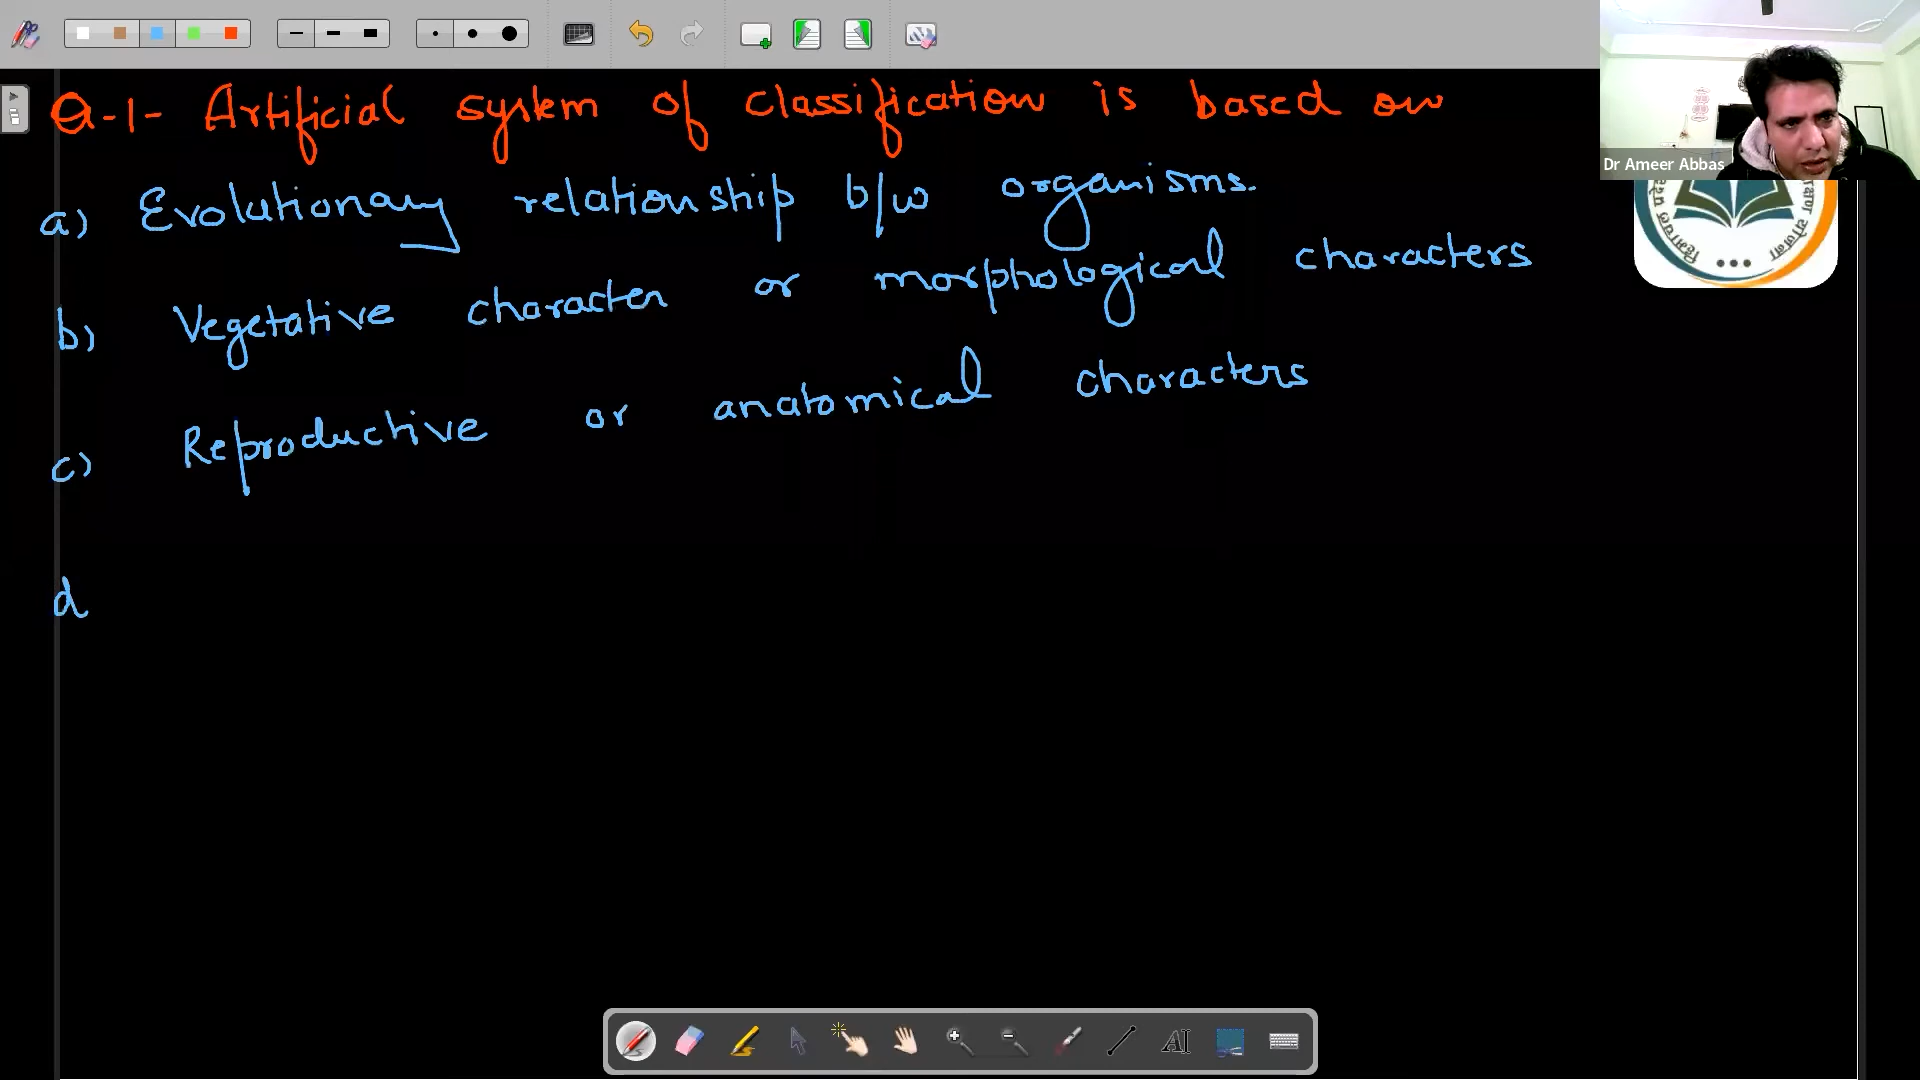 Q-1- Artificial system of classification is based on
a) Evolutionary relationship b/w organisms.
b) Vegetative character or morphological characters
c) Reproductive or anatomical characters
d
Dr Ameer Abbas
AI